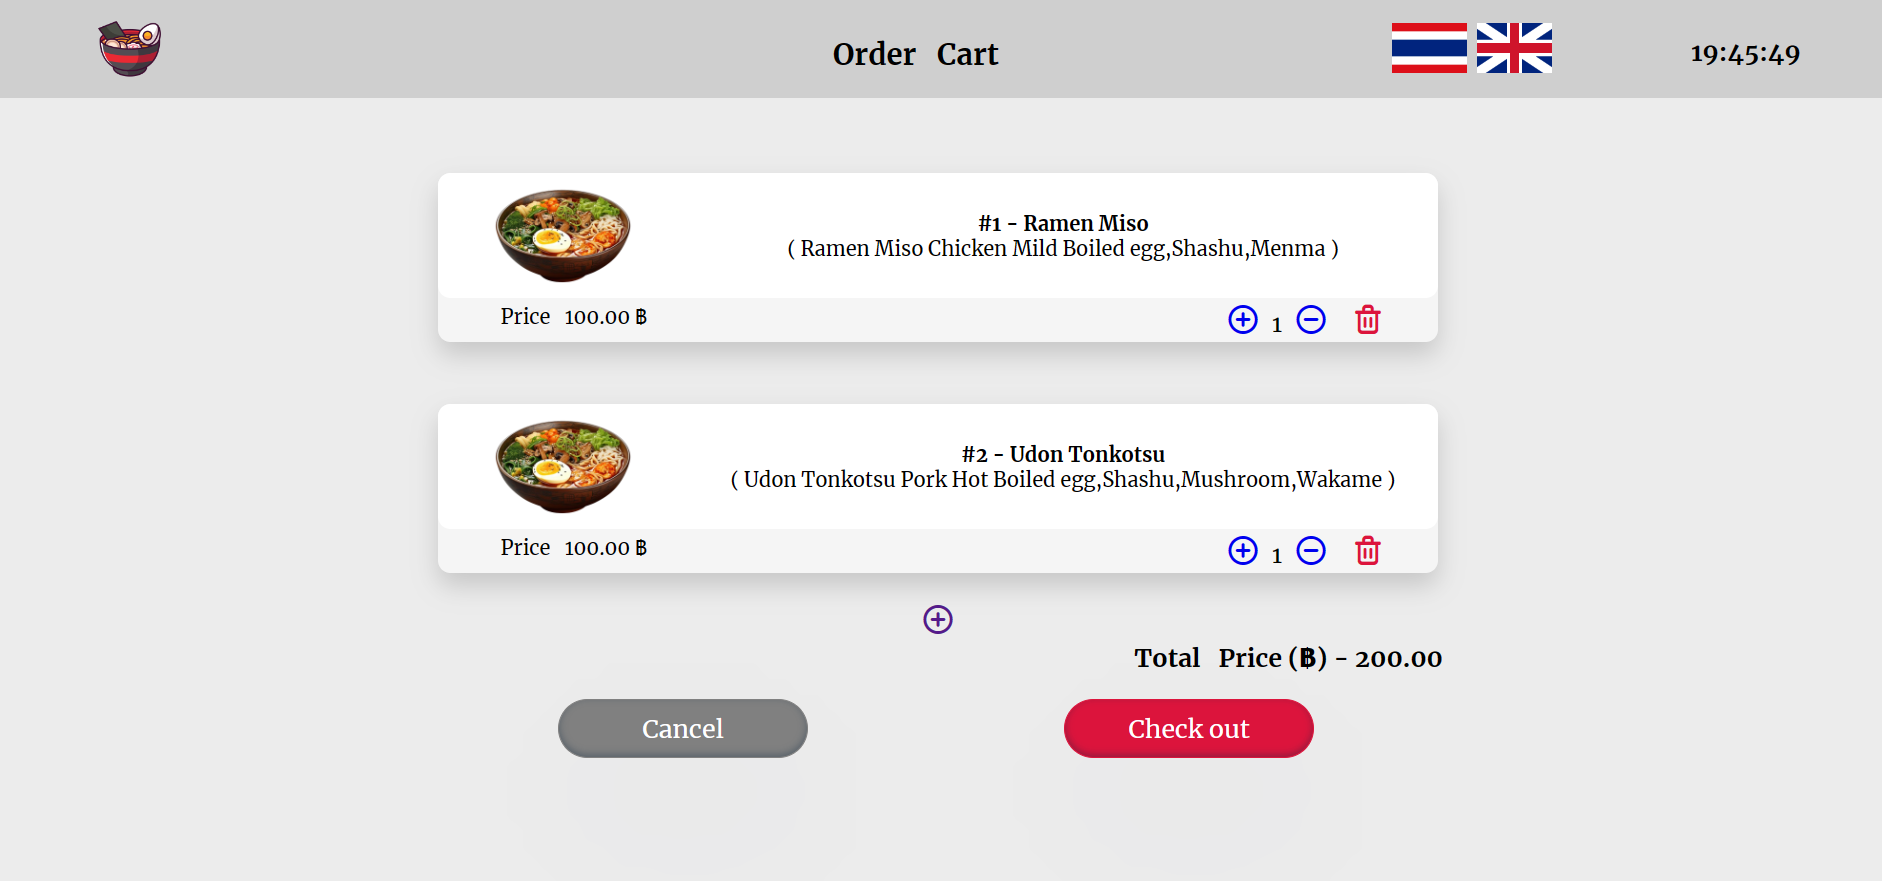 Order Cart
19:45:49
#1 - Ramen Miso
( Ramen Miso Chicken Mild Boiled egg,Shashu,Menma )
Price 100.00 ฿
1
#2 - Udon Tonkotsu
( Udon Tonkotsu Pork Hot Boiled egg,Shashu,Mushroom,Wakame )
Price 100.00 ฿
1
Total Price (฿) - 200.00
Cancel
Check out